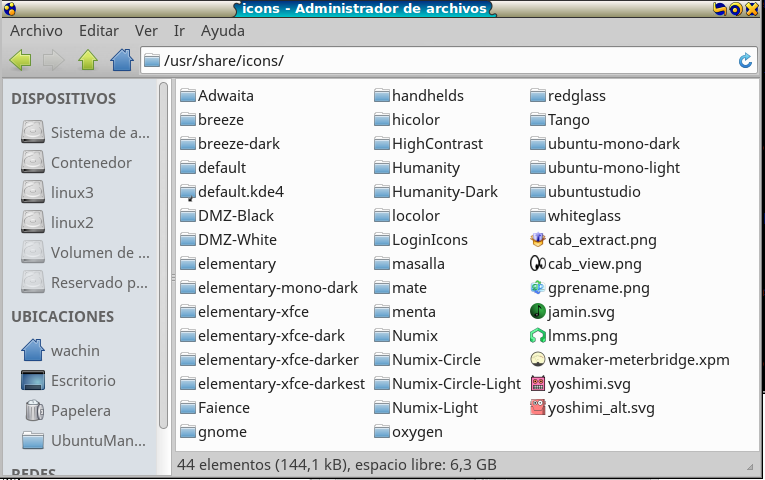 icons - Administrador de archivos
Archivo Editar Ver Ir Ayuda
/usr/share/icons/
DISPOSITIVOS
Sistema de a...
Contenedor
linux3
linux2
Volumen de ...
Reservado p...
UBICACIONES
wachin
Escritorio
Papelera
UbuntuMan...
REDES
Adwaita
breeze
breeze-dark
default
default.kde4
DMZ-Black
DMZ-White
elementary
elementary-mono-dark
elementary-xfce
elementary-xfce-dark
elementary-xfce-darker
elementary-xfce-darkest
Faience
gnome
handhelds
hicolor
HighContrast
Humanity
Humanity-Dark
locolor
LoginIcons
masalla
mate
menta
Numix
Numix-Circle
Numix-Circle-Light
Numix-Light
oxygen
redglass
Tango
ubuntu-mono-dark
ubuntu-mono-light
ubuntustudio
whiteglass
cab_extract.png
cab_view.png
gprename.png
jamin.svg
lmms.png
wmaker-meterbridge.xpm
yoshimi.svg
yoshimi_alt.svg
44 elementos (144,1 kB), espacio libre: 6,3 GB